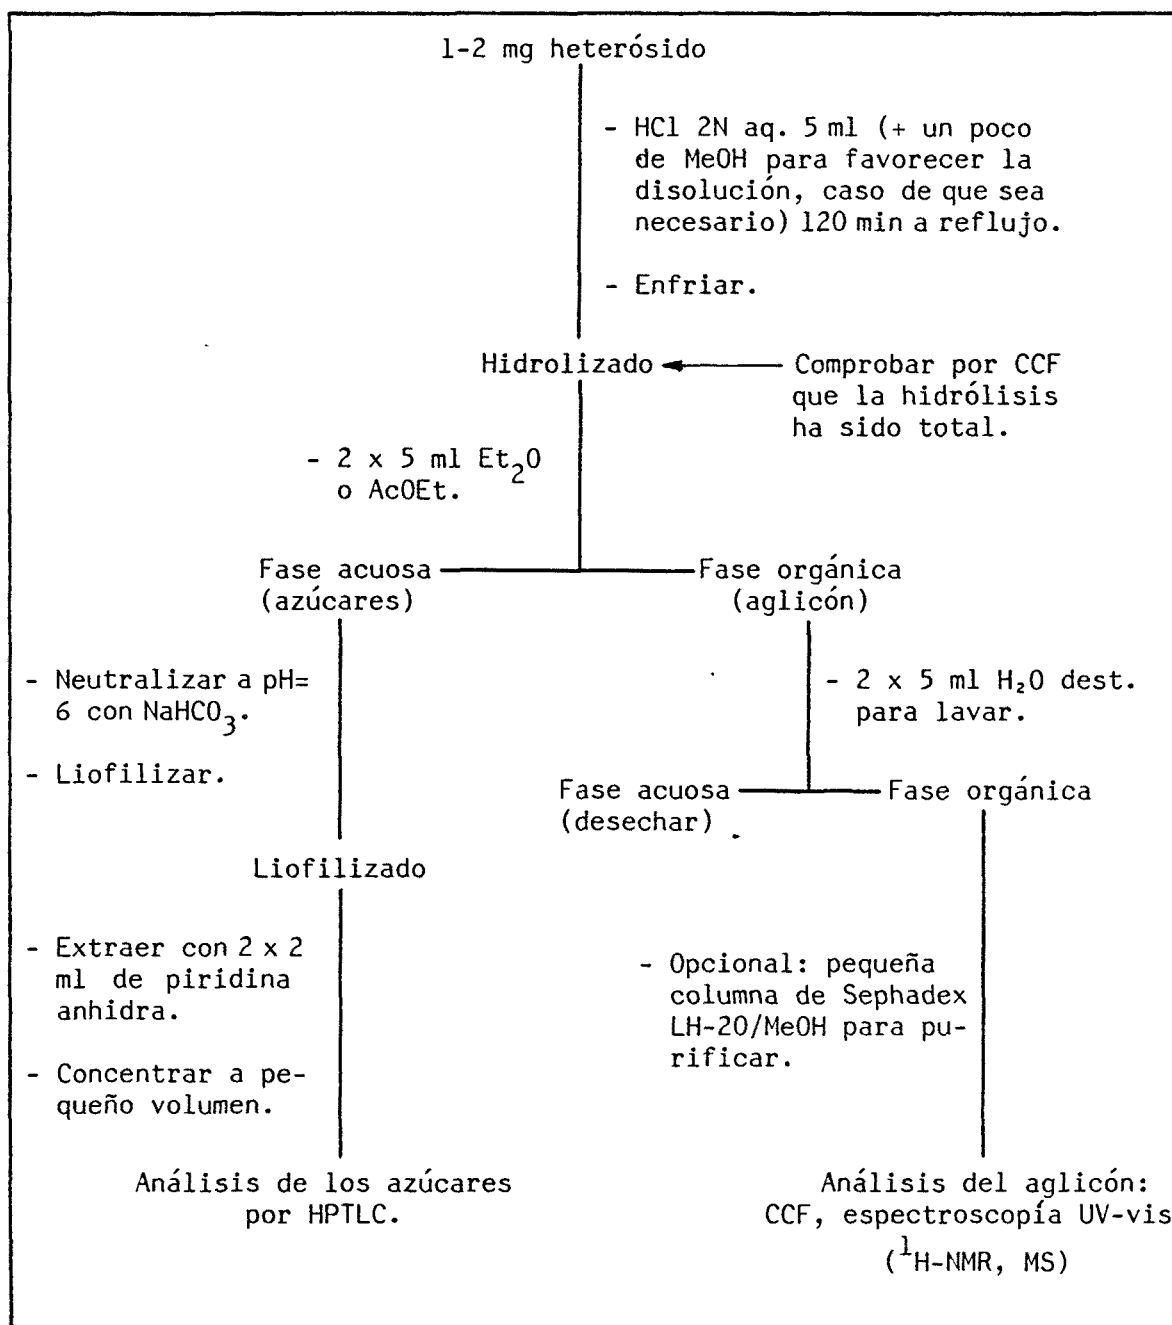 1-2 mg heterósido
- HCl 2N aq. 5 ml (+ un poco
de MeOH para favorecer la
disolución, caso de que sea
necesario) 120 min a reflujo.
- Enfriar.
Hidrolizado
Comprobar por CCF
que la hidrólisis
ha sido total.
- 2 x 5 ml Et₂O
o AcOEt.
Fase acuosa
(azúcares)
Fase orgánica
(aglicón)
- Neutralizar a pH=
6 con NaHCO₃.
- Liofilizar.
- 2 x 5 ml H₂O dest.
para lavar.
Fase acuosa
(desechar)
Fase orgánica
Liofilizado
- Extraer con 2 x 2
ml de piridina
anhidra.
- Concentrar a pe-
queño volumen.
- Opcional: pequeña
columna de Sephadex
LH-20/MeOH para pu-
rificar.
Análisis de los azúcares
por HPTLC.
Análisis del aglicón:
CCF, espectroscopía UV-vis
(¹H-NMR, MS)